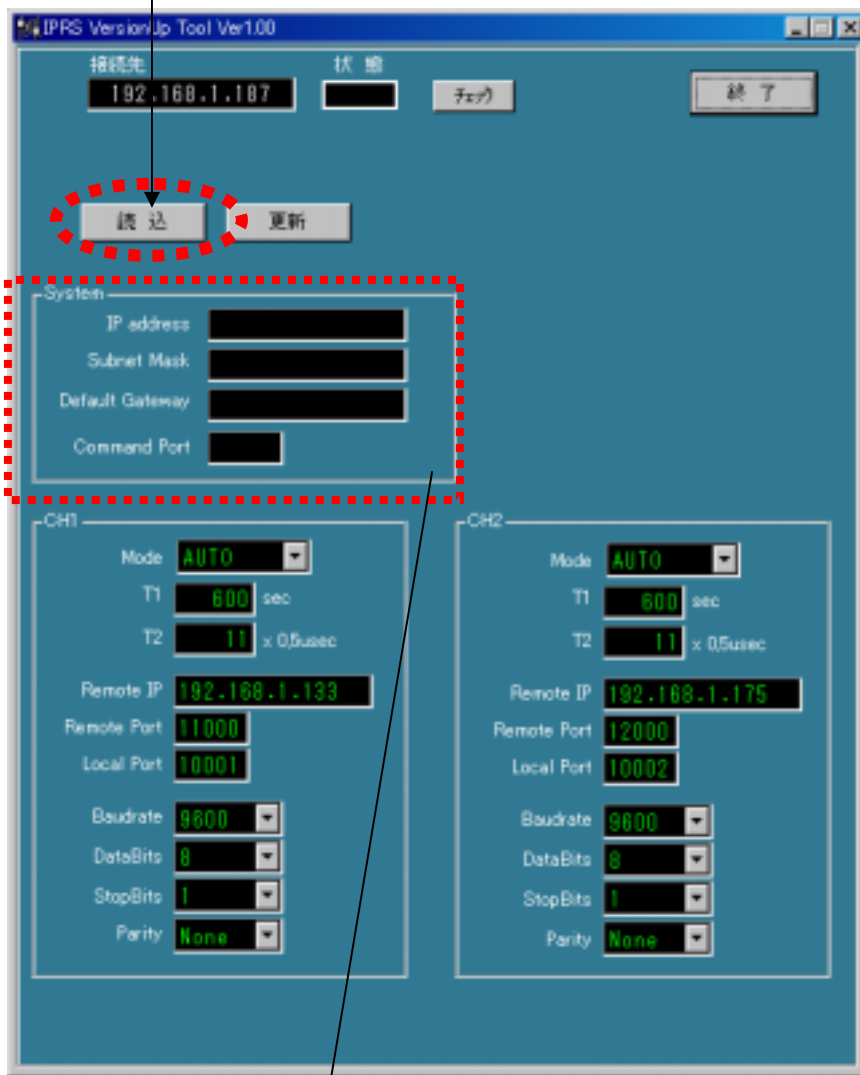 IPRS VersionUp Tool Ver1.00
接続先 状 態
192.168.1.187 チェック 終 了
読 込 更新
System
IP address
Subnet Mask
Default Gateway
Command Port
CH1
Mode AUTO
T1 600 sec
T2 11 x 0,5usec
Remote IP 192.168.1.133
Remote Port 11000
Local Port 10001
Baudrate 9600
DataBits 8
StopBits 1
Parity None
CH2
Mode AUTO
T1 600 sec
T2 11 x 0,5usec
Remote IP 192.168.1.175
Remote Port 12000
Local Port 10002
Baudrate 9600
DataBits 8
StopBits 1
Parity None